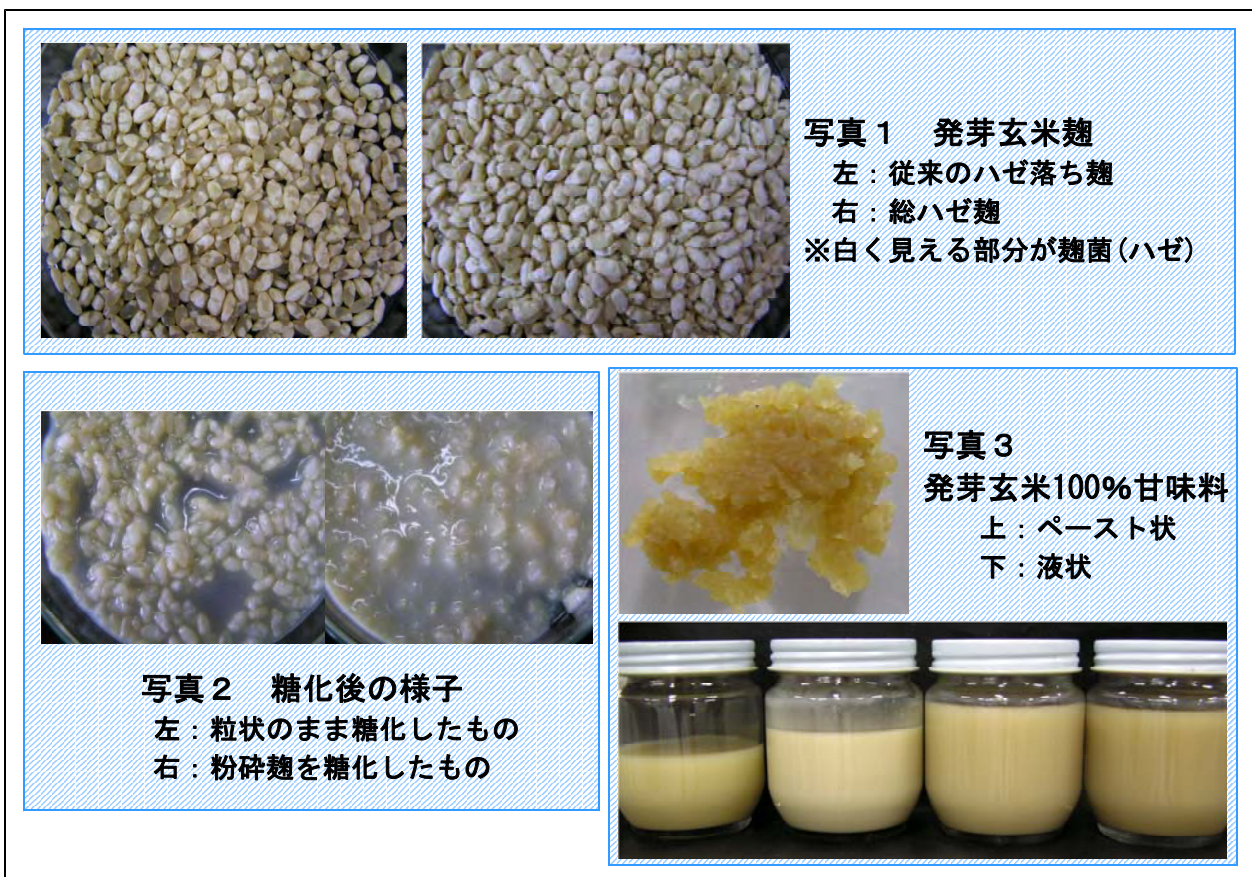 写真１　発芽玄米麹
左：従来のハゼ落ち麹
右：総ハゼ麹
※白く見える部分が麹菌(ハゼ)
写真２　糖化後の様子
左：粒状のまま糖化したもの
右：粉砕麹を糖化したもの
写真３
発芽玄米100%甘味料
上：ペースト状
下：液状